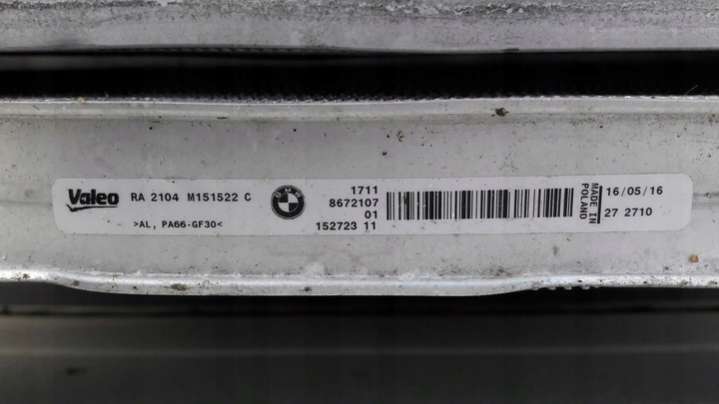 Valeo RA 2104 M151522 C
>AL, PA66-GF30<
BMW
1711
8672107
01
152723 11
MADE IN
POLAND
16/05/16
27 2710